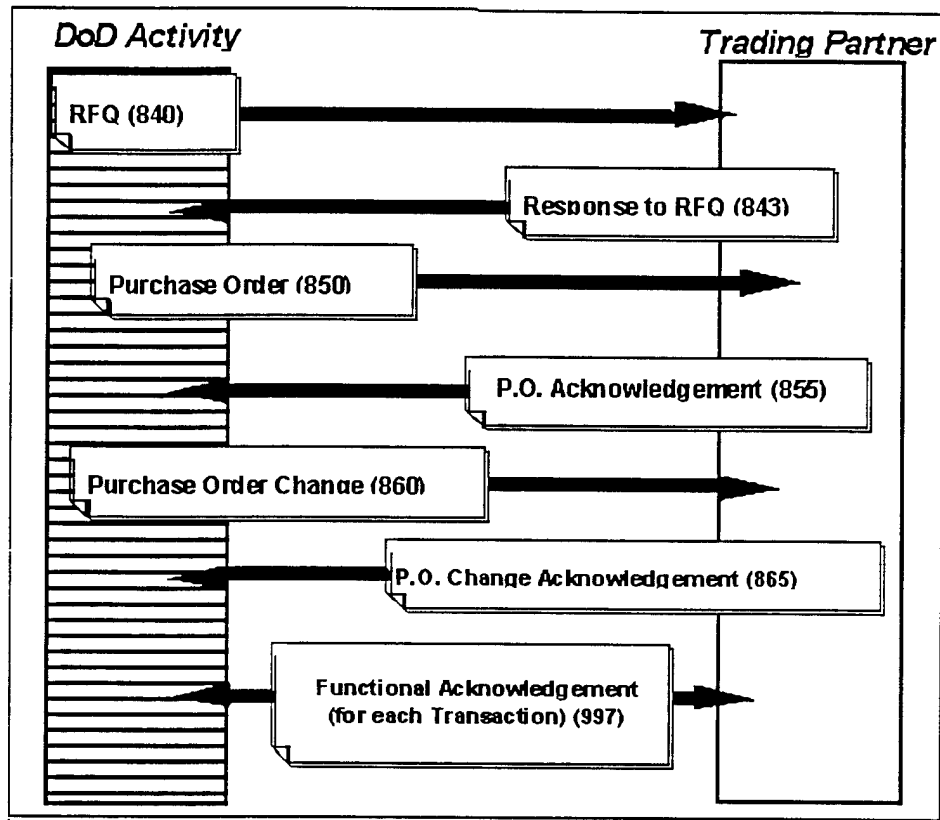 DoD Activity
Trading Partner
RFQ (840)
Response to RFQ (843)
Purchase Order (850)
P.O. Acknowledgement (855)
Purchase Order Change (860)
P.O. Change Acknowledgement (865)
Functional Acknowledgement
(for each Transaction) (997)